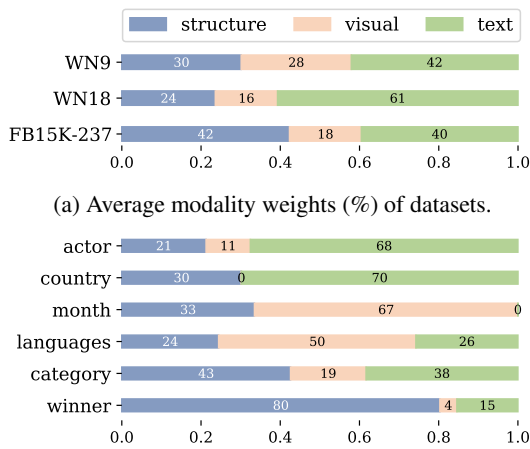 structure visual text
WN9 30 28 42
WN18 24 16 61
FB15K-237 42 18 40
0.0 0.2 0.4 0.6 0.8 1.0
(a) Average modality weights (%) of datasets.
actor 21 11 68
country 30 0 70
month 33 67 0
languages 24 50 26
category 43 19 38
winner 80 4 15
0.0 0.2 0.4 0.6 0.8 1.0